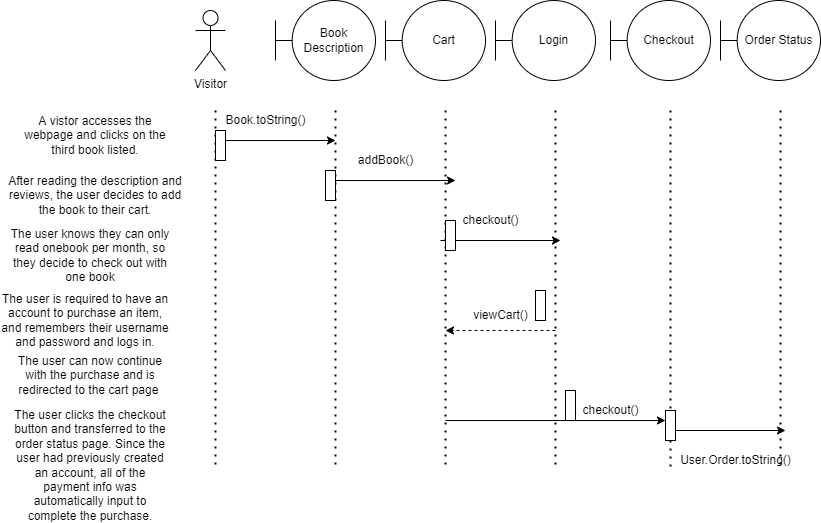 Book
Description
Cart
Login
Checkout
Order Status
Visitor
A vistor accesses the
webpage and clicks on the
third book listed.
Book.toString()
addBook()
After reading the description and
reviews, the user decides to add
the book to their cart.
checkout()
The user knows they can only
read onebook per month, so
they decide to check out with
one book
The user is required to have an
account to purchase an item,
and remembers their username
and password and logs in.
viewCart()
The user can now continue
with the purchase and is
redirected to the cart page
checkout()
The user clicks the checkout
button and transferred to the
order status page. Since the
user had previously created
an account, all of the
payment info was
automatically input to
complete the purchase.
User.Order.toString()